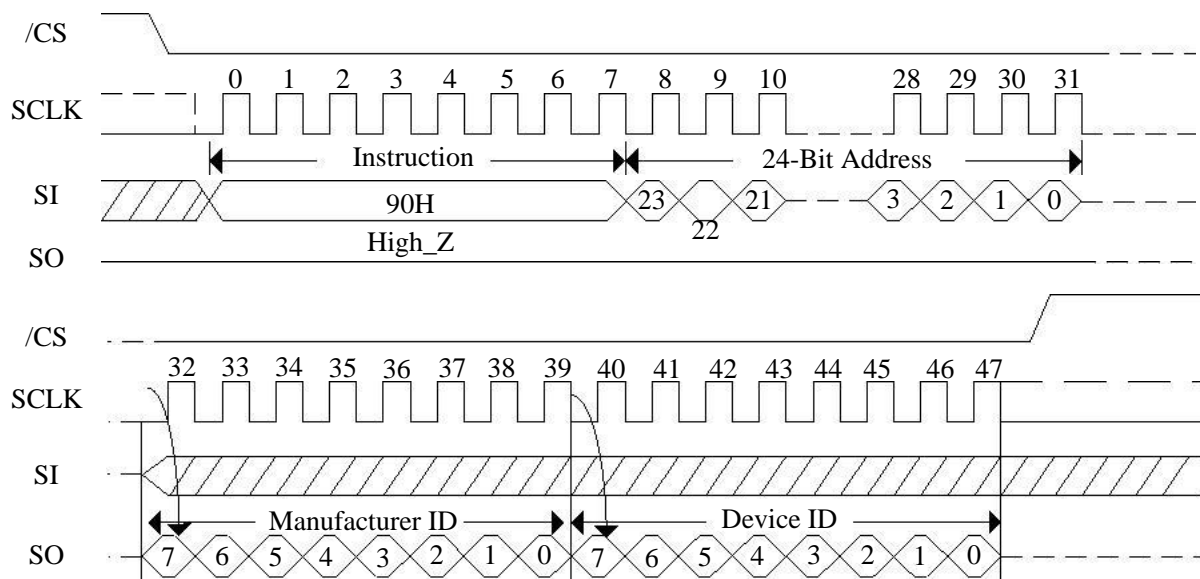 /CS
0 1 2 3 4 5 6 7 8 9 10 28 29 30 31
SCLK
Instruction 24-Bit Address
SI
90H 23 22 21 3 2 1 0
High_Z
SO
/CS
32 33 34 35 36 37 38 39 40 41 42 43 44 45 46 47
SCLK
SI
Manufacturer ID Device ID
SO
7 6 5 4 3 2 1 0 7 6 5 4 3 2 1 0